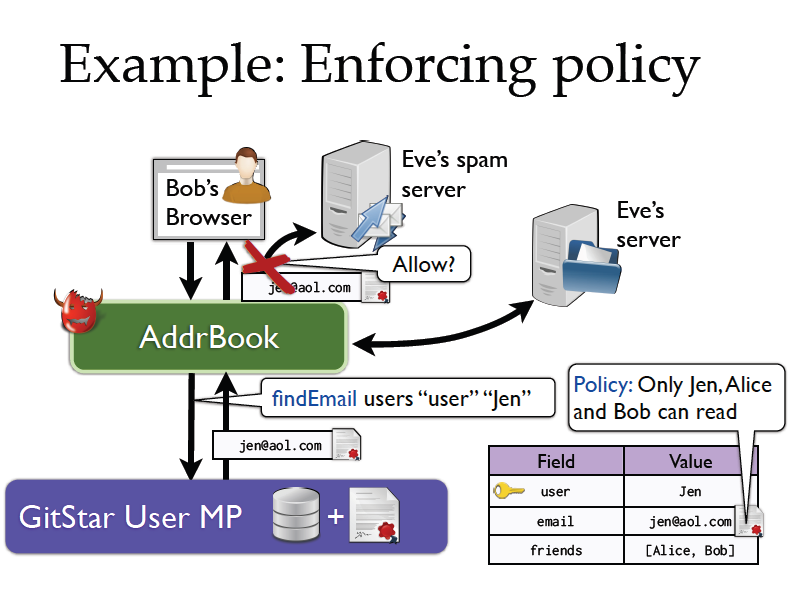 Example: Enforcing policy
Bob's
Browser
Eve's spam
server
Eve's
server
Allow?
jen@aol.com
AddrBook
findEmail users “user” “Jen”
Policy: Only Jen, Alice
and Bob can read
jen@aol.com
GitStar User MP
+
Field Value
user Jen
email jen@aol.com
friends [Alice, Bob]